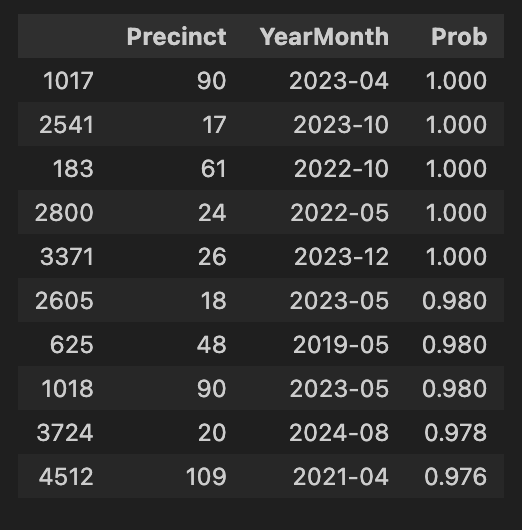 Precinct YearMonth Prob
1017 90 2023-04 1.000
2541 17 2023-10 1.000
183 61 2022-10 1.000
2800 24 2022-05 1.000
3371 26 2023-12 1.000
2605 18 2023-05 0.980
625 48 2019-05 0.980
1018 90 2023-05 0.980
3724 20 2024-08 0.978
4512 109 2021-04 0.976